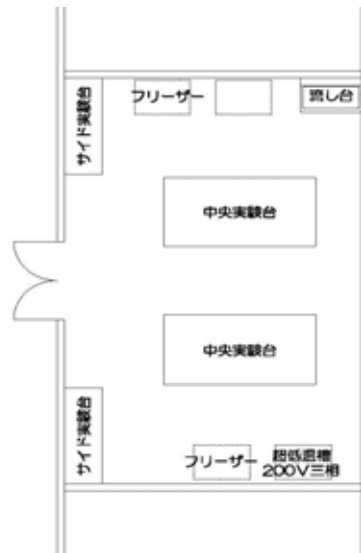 フリーザー
流し台
サイド実験台
中央実験台
中央実験台
サイド実験台
フリーザー
超低温槽
200V三相